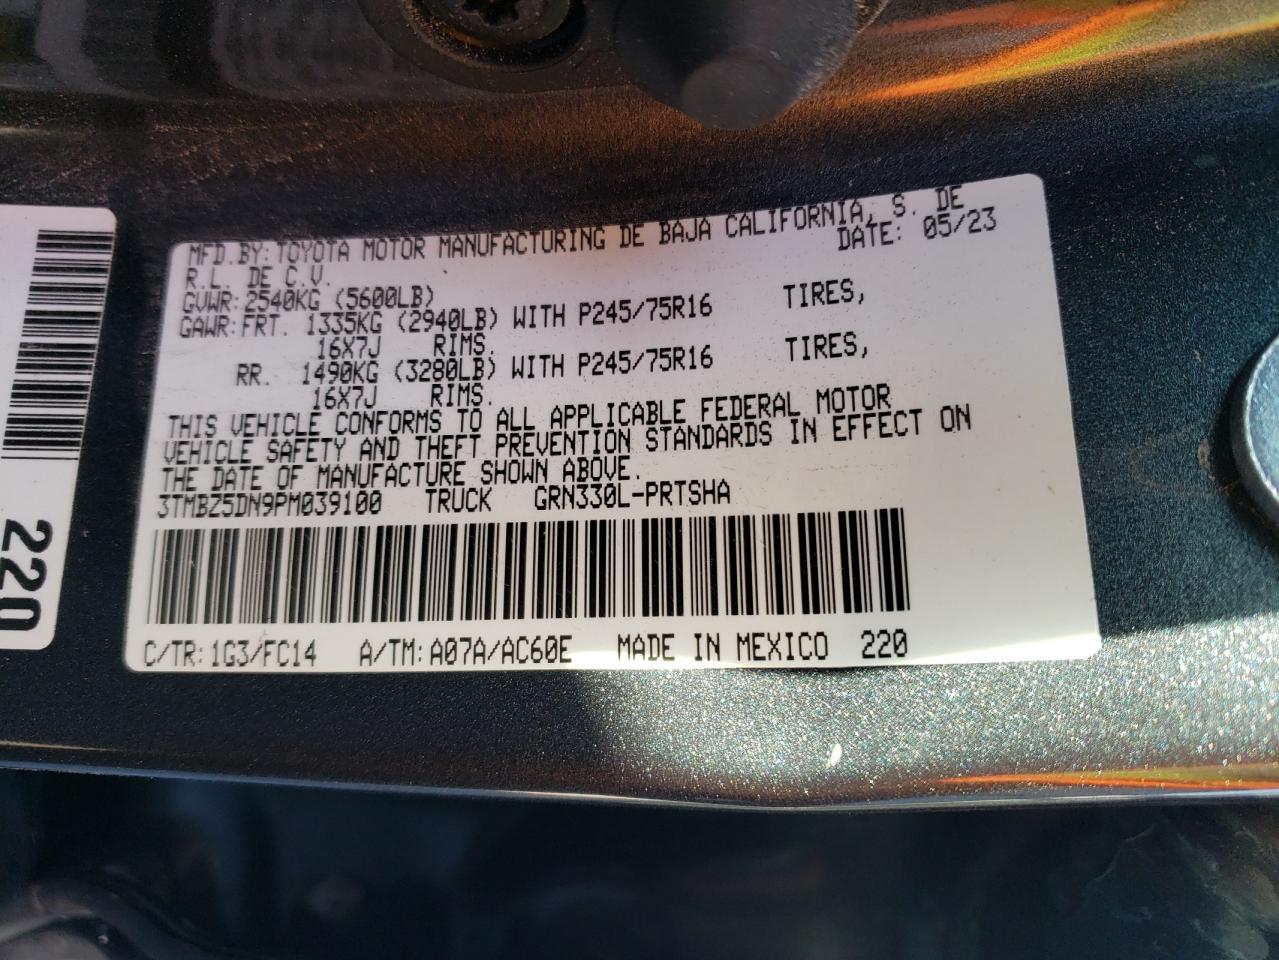 MFD.BY: TOYOTA MOTOR MANUFACTURING DE BAJA CALIFORNIA, S. DE
R.L. DE C.V. DATE: 05/23
GVWR: 2540KG (5600LB)
GAWR: FRT. 1335KG (2940LB) WITH P245/75R16 TIRES,
16X7J RIMS.
RR. 1490KG (3280LB) WITH P245/75R16 TIRES,
16X7J RIMS.
THIS VEHICLE CONFORMS TO ALL APPLICABLE FEDERAL MOTOR
VEHICLE SAFETY AND THEFT PREVENTION STANDARDS IN EFFECT ON
THE DATE OF MANUFACTURE SHOWN ABOVE.
3TMBZ5DN9PM039100 TRUCK GRN330L-PRTSHA
C/TR: 1G3/FC14 A/TM: A07A/AC60E MADE IN MEXICO 220
220